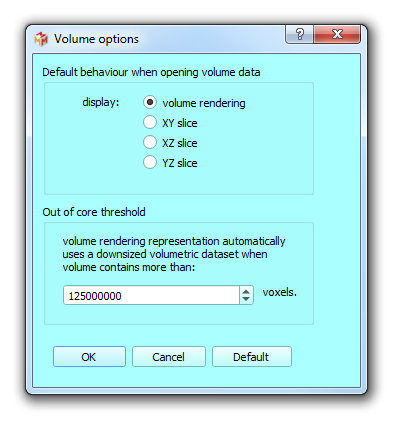 Volume options
?
Default behaviour when opening volume data
display:
volume rendering
XY slice
XZ slice
YZ slice
Out of core threshold
volume rendering representation automatically
uses a downsized volumetric dataset when
volume contains more than:
125000000 voxels.
OK Cancel Default